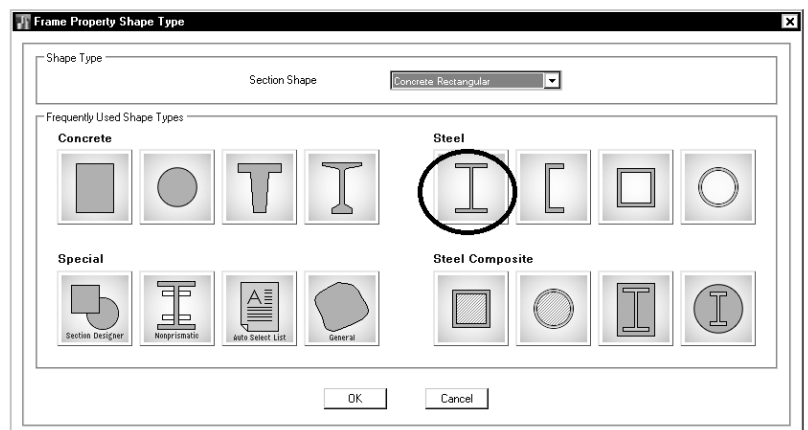 Frame Property Shape Type
Shape Type
Section Shape Concrete Rectangular
Frequently Used Shape Types
Concrete Steel
Special Steel Composite
Section Designer Nonprismatic Auto Select List General
OK Cancel